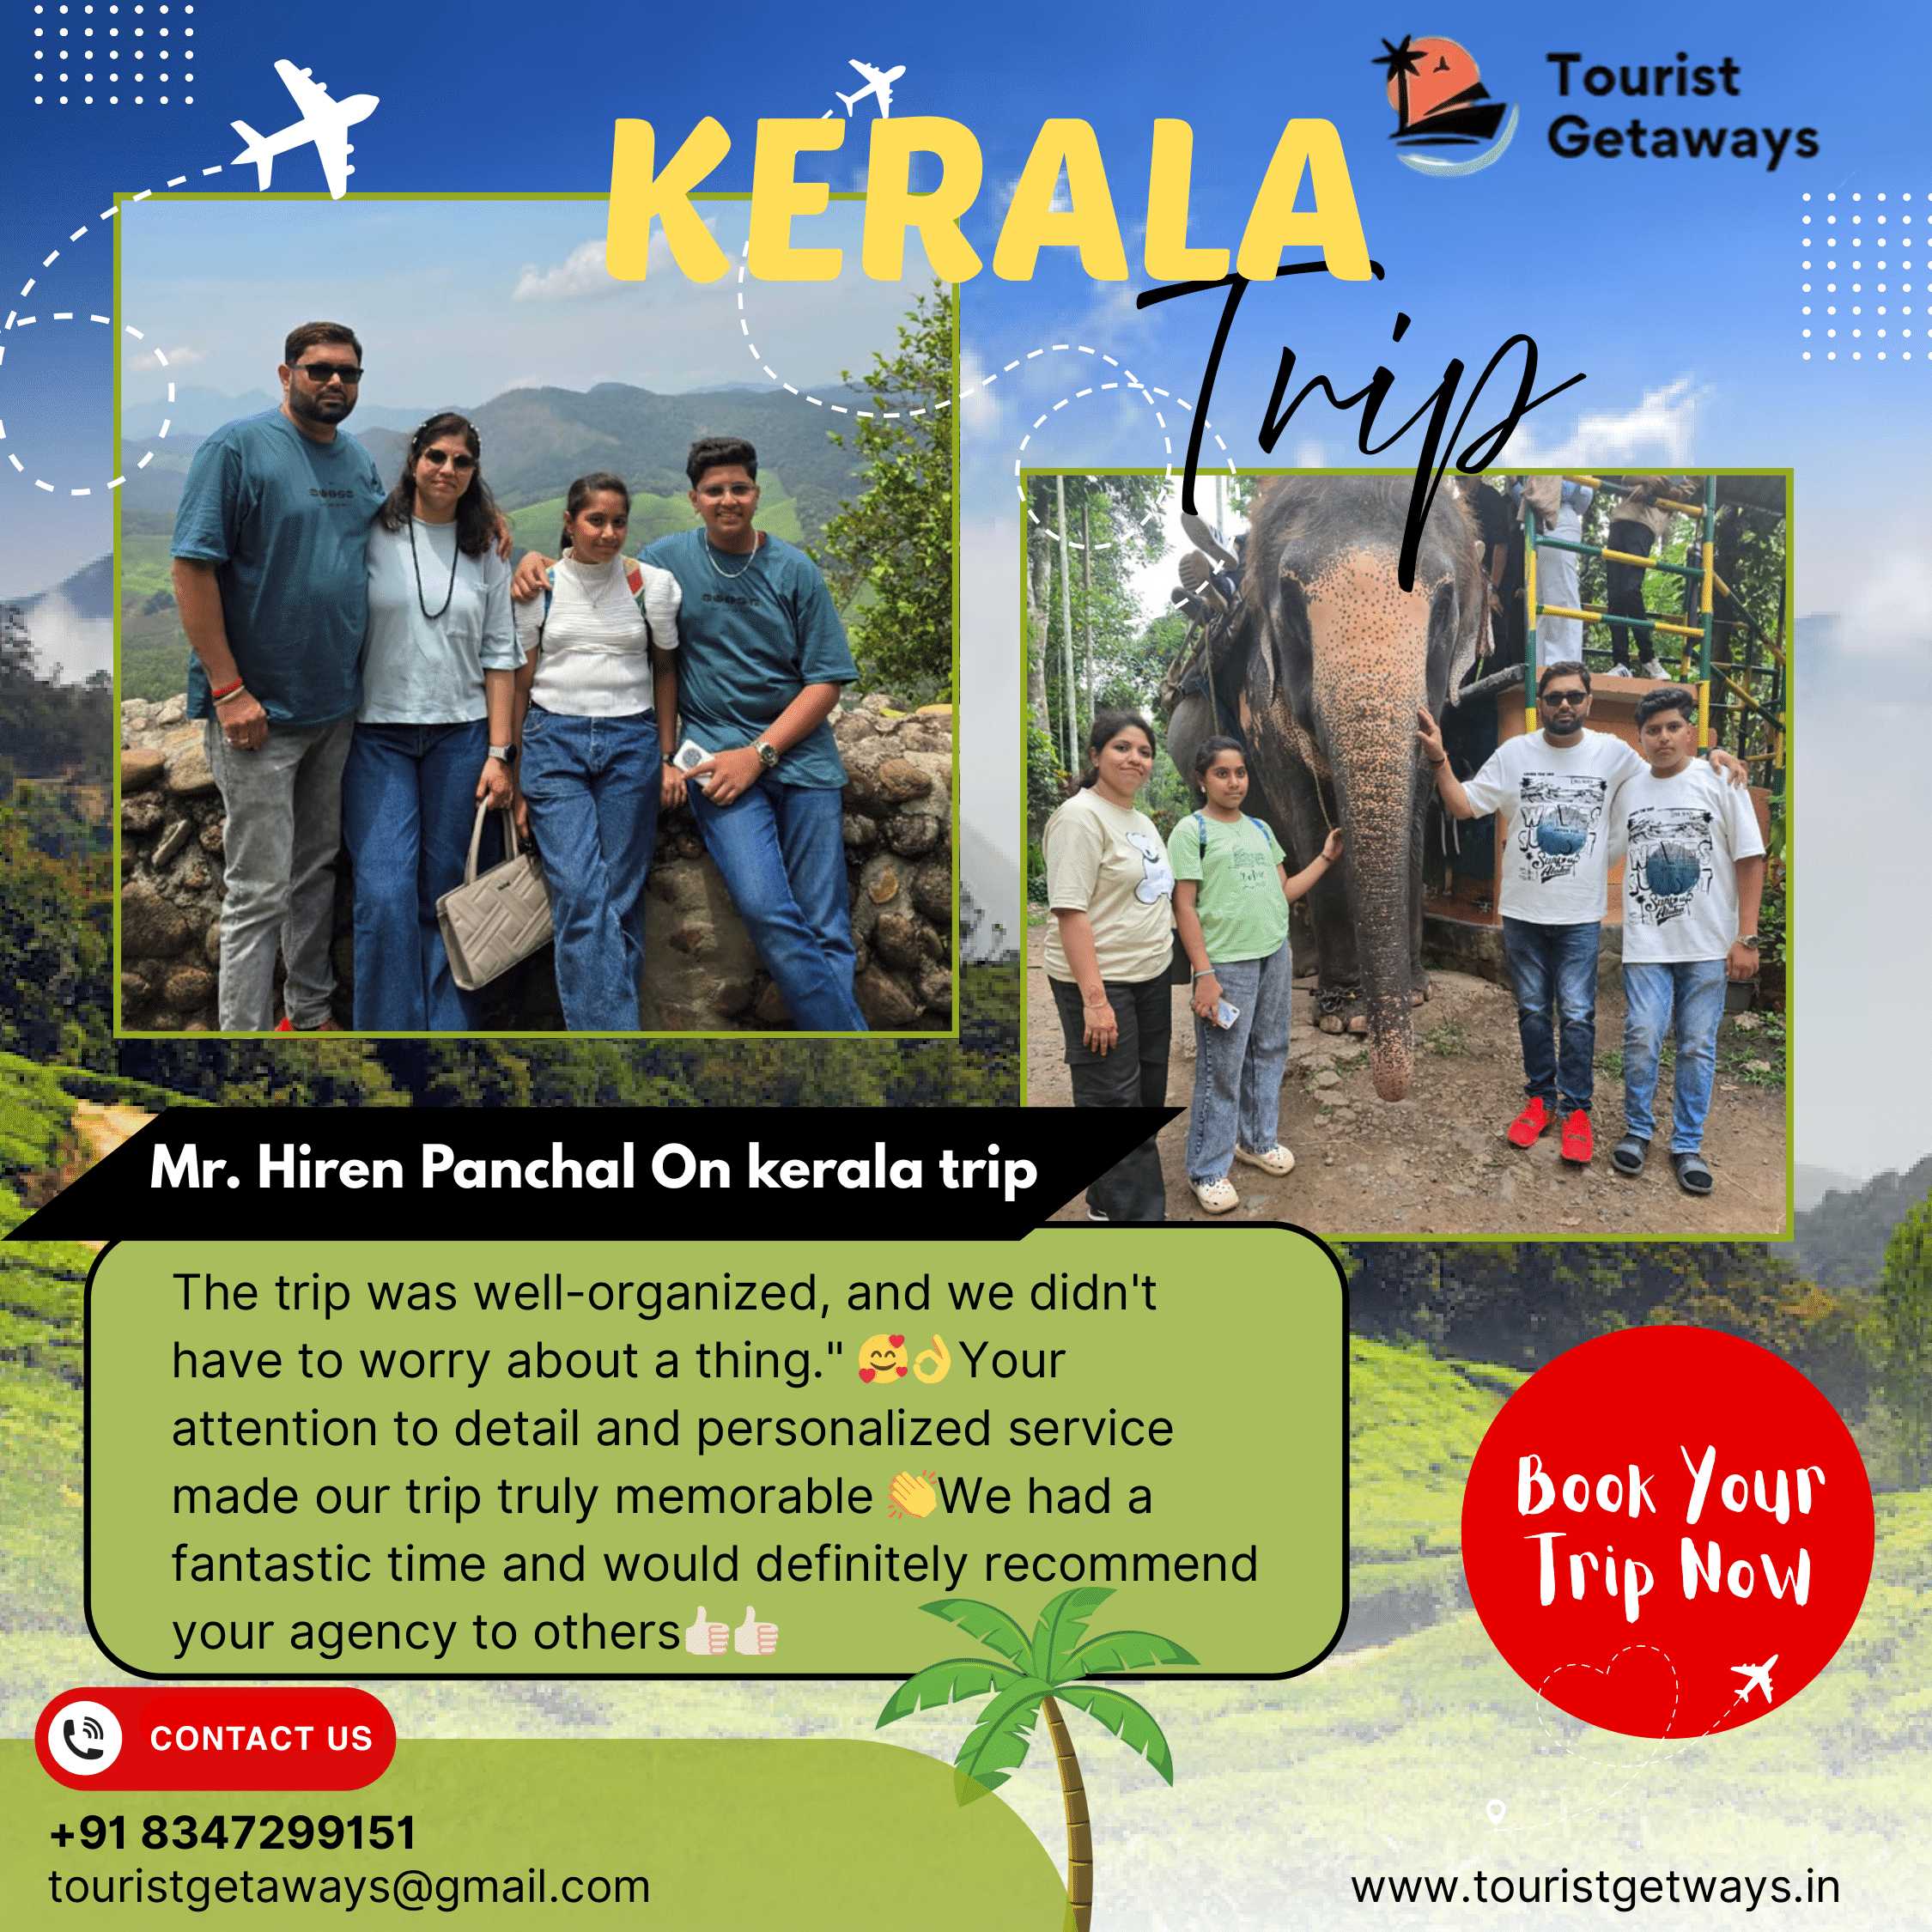 Tourist
Getaways
KERALA
Trip
Mr. Hiren Panchal On kerala trip
The trip was well-organized, and we didn't
have to worry about a thing." 🥰👌Your
attention to detail and personalized service
made our trip truly memorable 👏We had a
fantastic time and would definitely recommend
your agency to others👍🏻👍🏻
Book Your
Trip Now
CONTACT US
+91 8347299151
touristgetaways@gmail.com
www.touristgetways.in